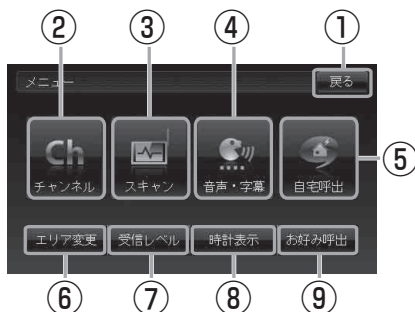 ② ③ ④ ①
メニュー 戻る
Ch
チャンネル スキャン 音声・字幕 自宅呼出
⑤
エリア変更 受信レベル 時計表示 お好み呼出
⑥ ⑦ ⑧ ⑨